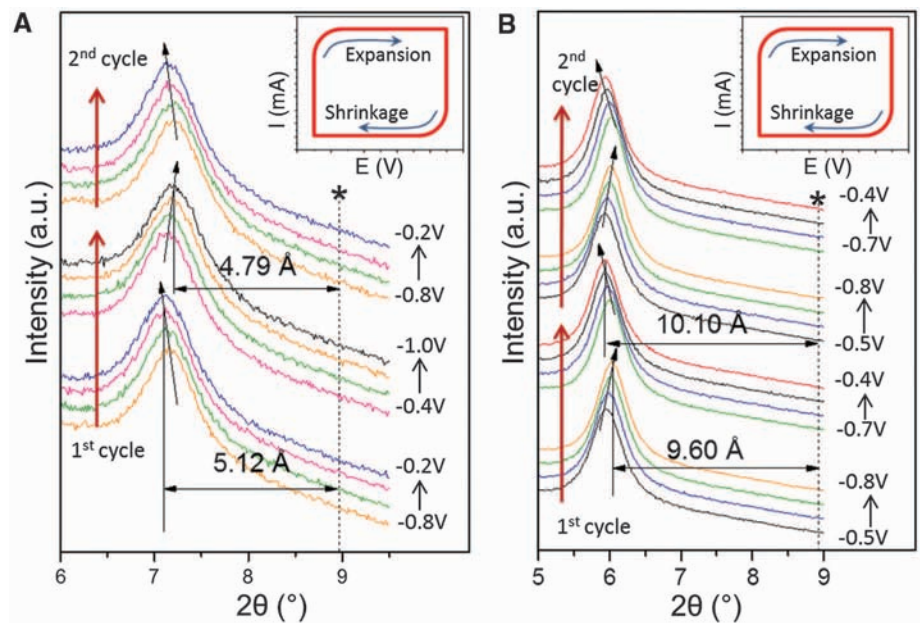 A
2nd cycle
Expansion
Shrinkage
I (mA)
E (V)
*
-0.2V
-0.8V
4.79 Å
-1.0V
-0.4V
1st cycle
-0.2V
5.12 Å
-0.8V
Intensity (a.u.)
6 7 8 9
2θ (°)
B
2nd cycle
Expansion
Shrinkage
I (mA)
E (V)
*
-0.4V
-0.7V
-0.8V
10.10 Å
-0.5V
-0.4V
-0.7V
9.60 Å
-0.8V
1st cycle
-0.5V
Intensity (a.u.)
5 6 7 8 9
2θ (°)